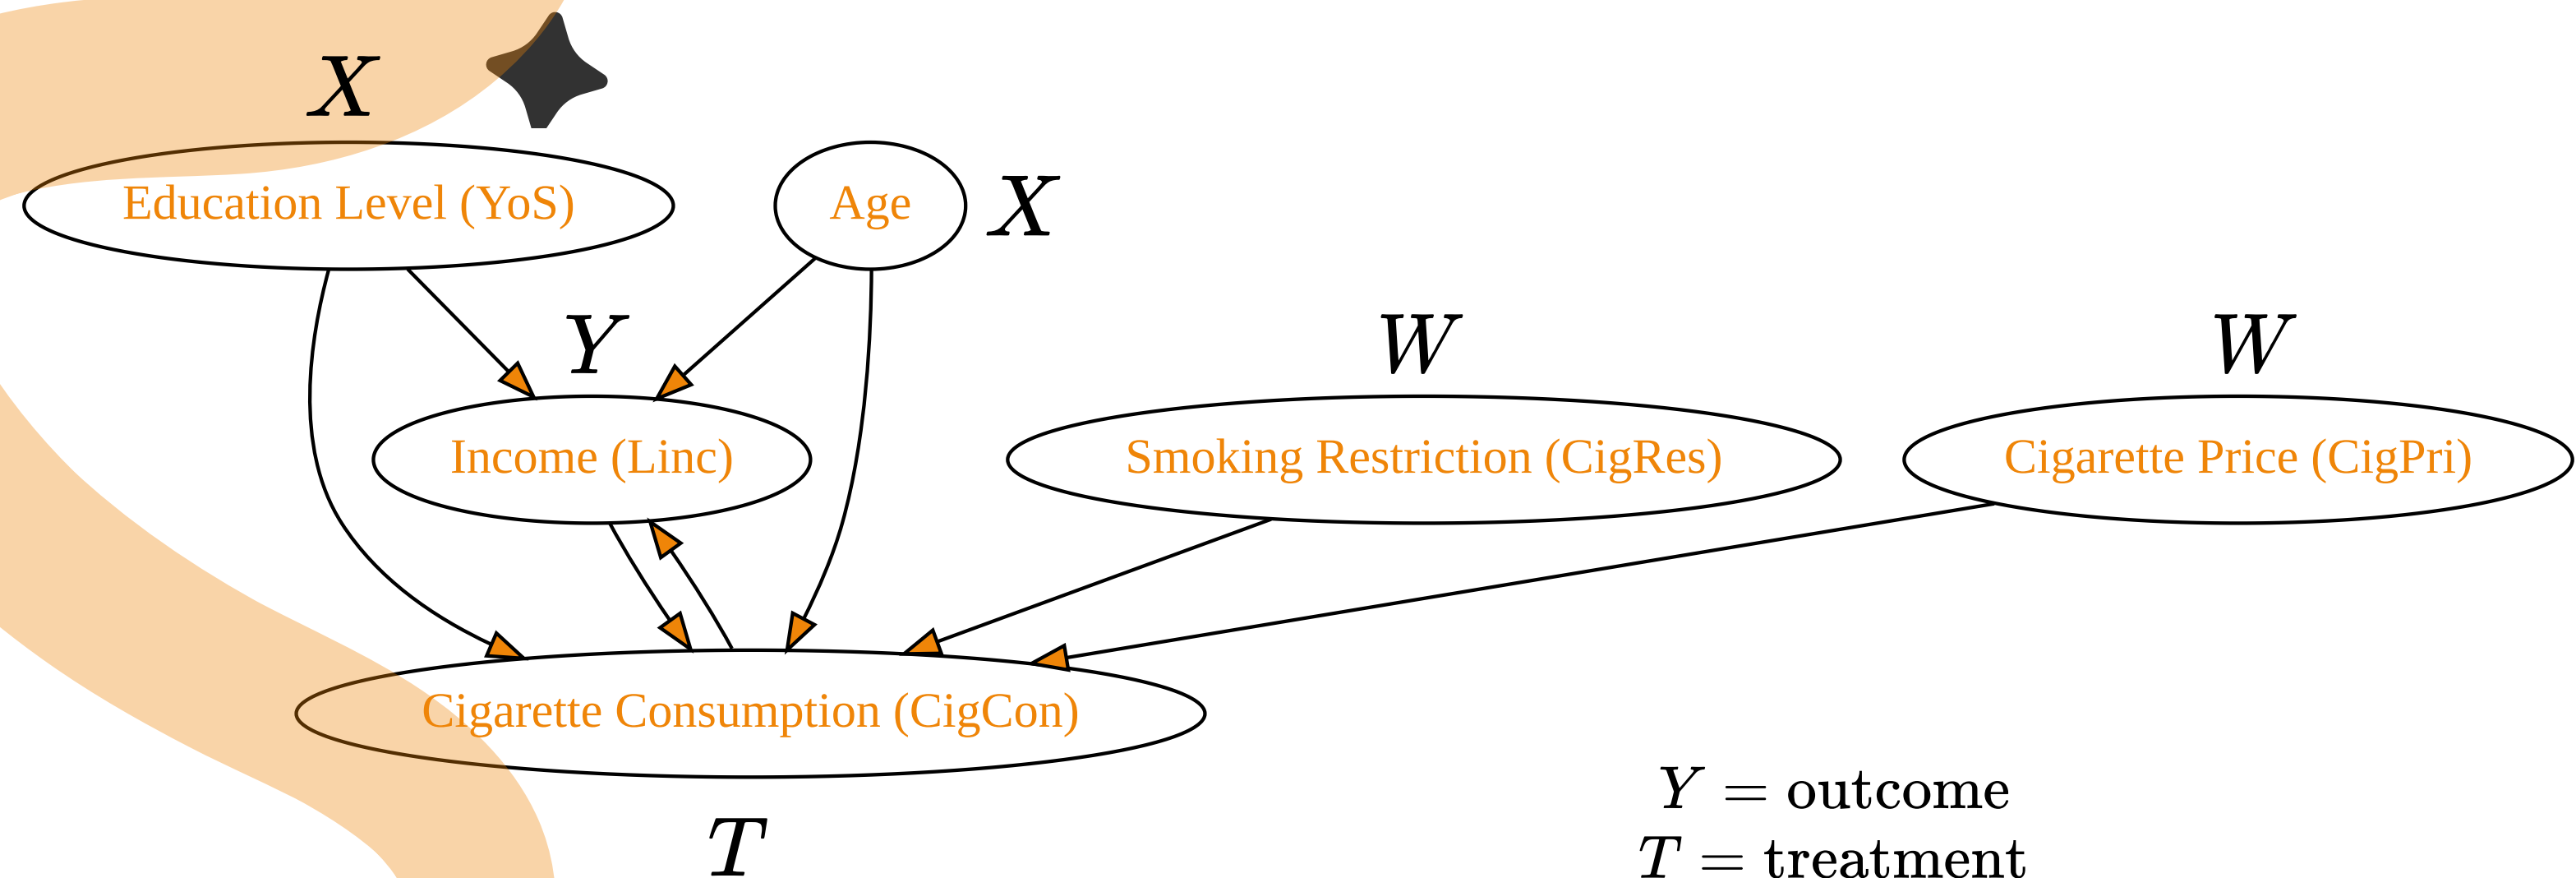 X
Education Level (YoS)
Age
X
Y
W
W
Income (Linc)
Smoking Restriction (CigRes)
Cigarette Price (CigPri)
Cigarette Consumption (CigCon)
T
Y = outcome
T = treatment